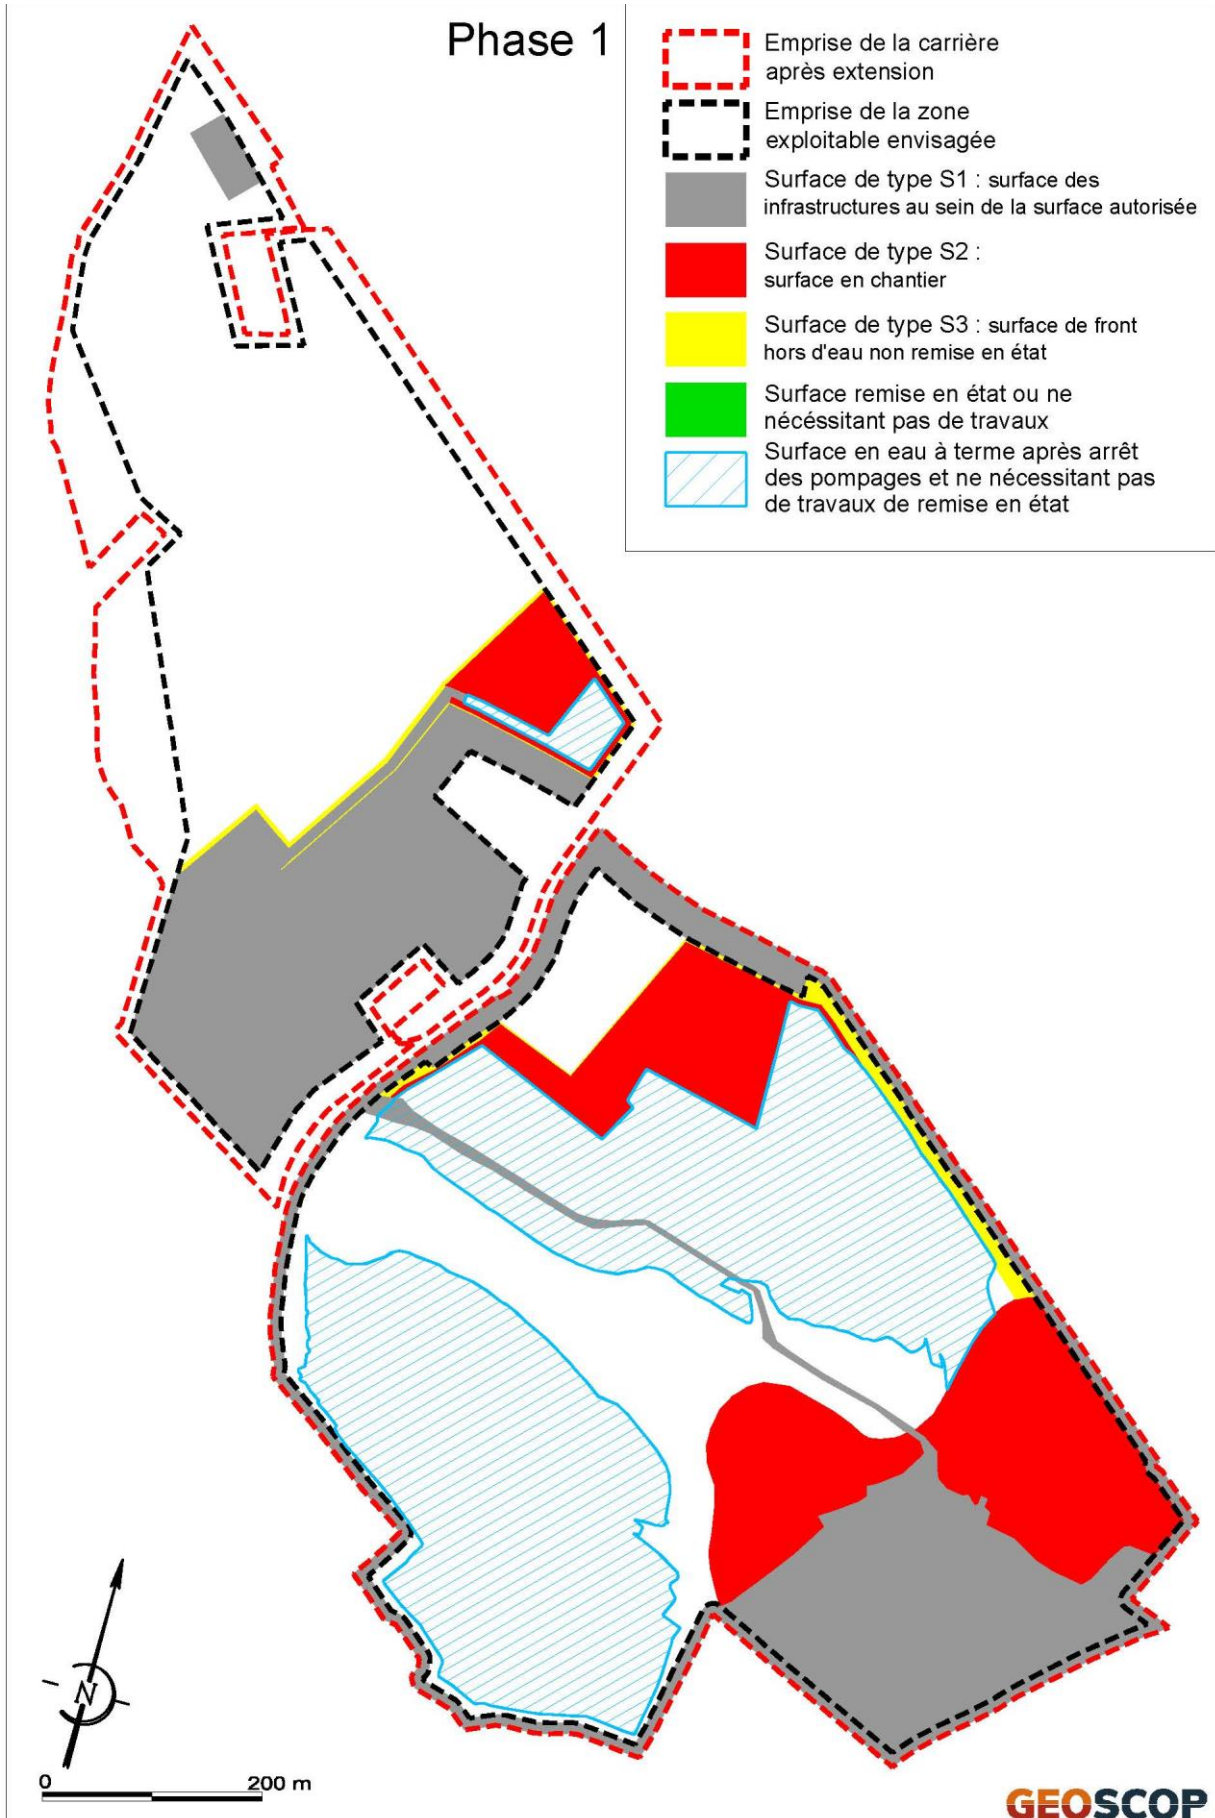 Phase 1
Emprise de la carrière
après extension
Emprise de la zone
exploitable envisagée
Surface de type S1 : surface des
infrastructures au sein de la surface autorisée
Surface de type S2 :
surface en chantier
Surface de type S3 : surface de front
hors d'eau non remise en état
Surface remise en état ou ne
nécéssitant pas de travaux
Surface en eau à terme après arrêt
des pompages et ne nécessitant pas
de travaux de remise en état
N
0 200 m
GEOSCOP